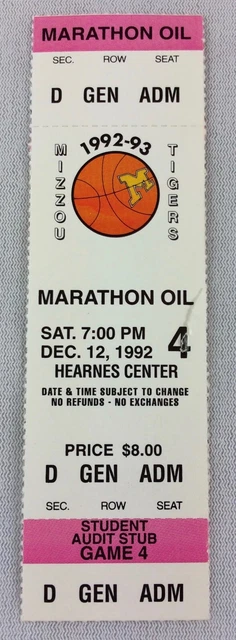 MARATHON OIL
SEC. ROW SEAT
D GEN ADM
1992-93
MIZZOU
TIGERS
M
MARATHON OIL
SAT. 7:00 PM
DEC. 12, 1992 4
HEARNES CENTER
DATE & TIME SUBJECT TO CHANGE
NO REFUNDS - NO EXCHANGES
PRICE $8.00
D GEN ADM
SEC. ROW SEAT
STUDENT
AUDIT STUB
GAME 4
D GEN ADM